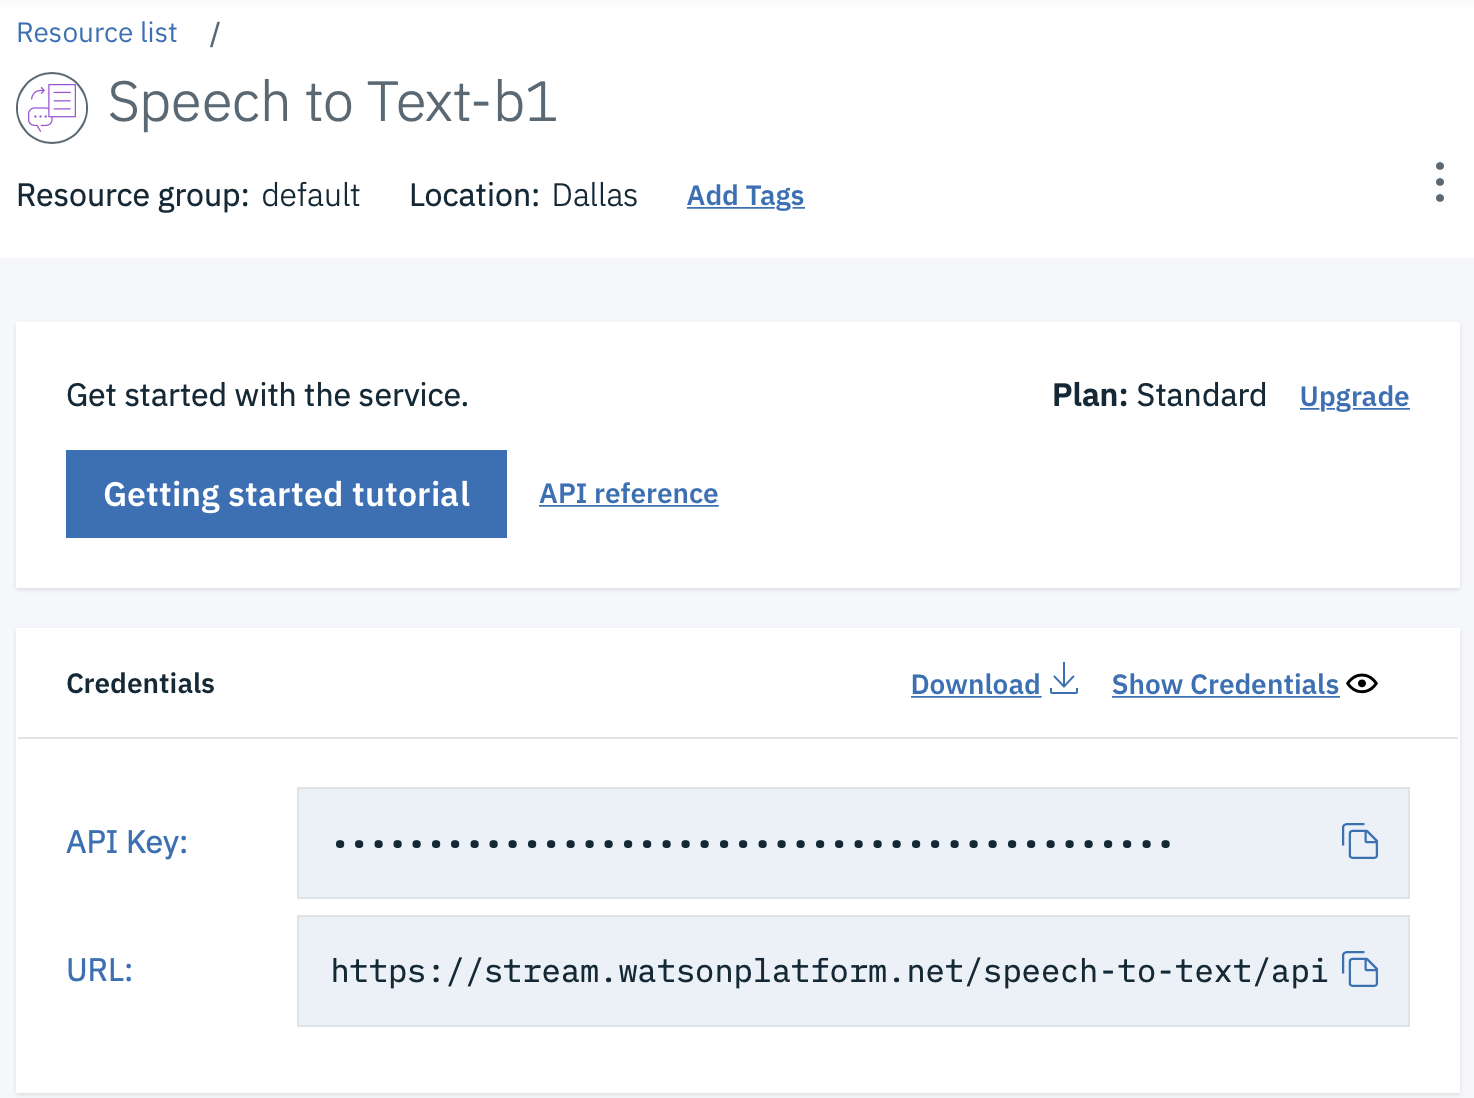 Resource list /
Speech to Text-b1
Resource group: default Location: Dallas Add Tags
Get started with the service.
Plan: Standard Upgrade
Getting started tutorial API reference
Credentials Download Show Credentials
API Key: ••••••••••••••••••••••••••••••••••••••••••••
URL: https://stream.watsonplatform.net/speech-to-text/api